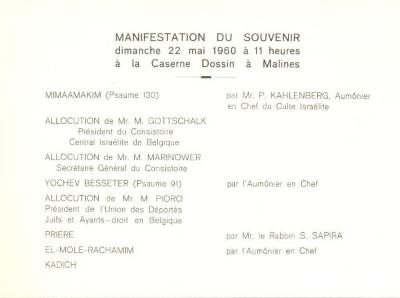 MANIFESTATION DU SOUVENIR
dimanche 22 mai 1960 à 11 heures
à la Caserne Dossin à Malines
MIMAAMAKIM (Psaume 130) par Mr. P. KAHLENBERG, Aumônier
en Chef du Culte Israélite
ALLOCUTION de Mr. M. GOTTSCHALK
Président du Consistoire
Central Israélite de Belgique
ALLOCUTION de Mr. M. MARINOWER
Secrétaire Général du Consistoire
YOCHEV BESSETER (Psaume 91) par l'Aumônier en Chef
ALLOCUTION de Mr. M. PIORO
Président de l'Union des Déportés
Juifs et Ayants-droit en Belgique
PRIERE par Mr. le Rabbin S. SAPIRA
EL-MOLE-RACHAMIM par l'Aumônier en Chef
KADICH